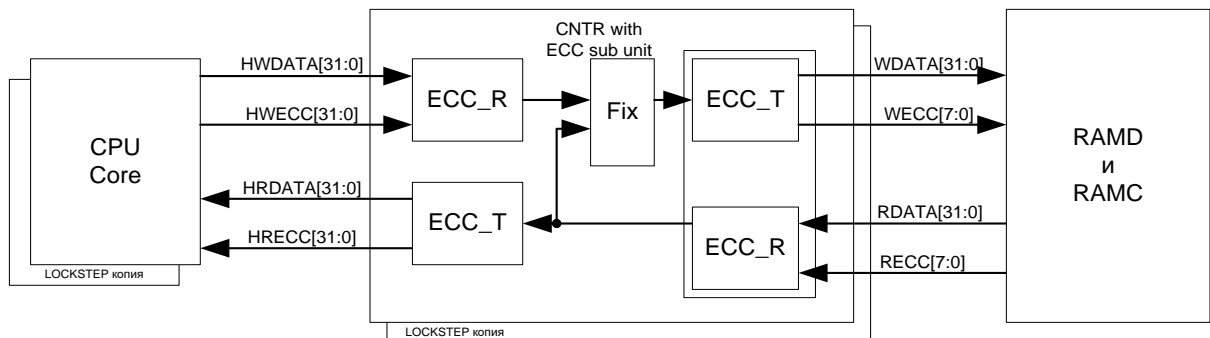 CPU
Core
LOCKSTEP копия
HWDATA[31:0]
HWECC[31:0]
HRDATA[31:0]
HRECC[31:0]
CNTR with
ECC sub unit
ECC_R
Fix
ECC_T
ECC_T
ECC_R
LOCKSTEP копия
WDATA[31:0]
WECC[7:0]
RDATA[31:0]
RECC[7:0]
RAMD
и
RAMC